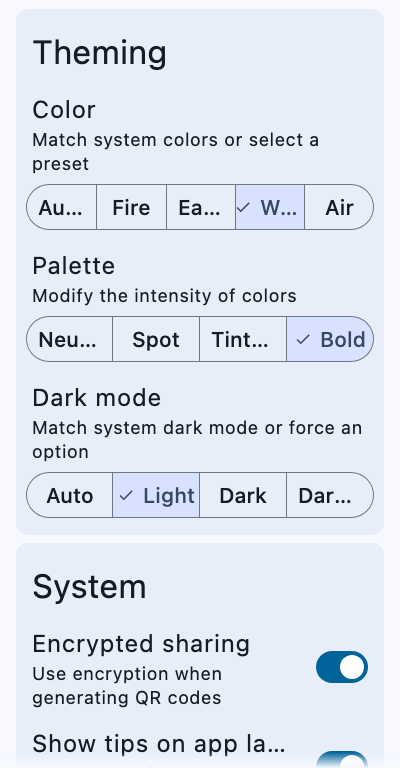 Theming
Color
Match system colors or select a
preset
Au... Fire Ea... W... Air
Palette
Modify the intensity of colors
Neu... Spot Tint... Bold
Dark mode
Match system dark mode or force an
option
Auto Light Dark Dar...
System
Encrypted sharing
Use encryption when
generating QR codes
Show tips on app la...